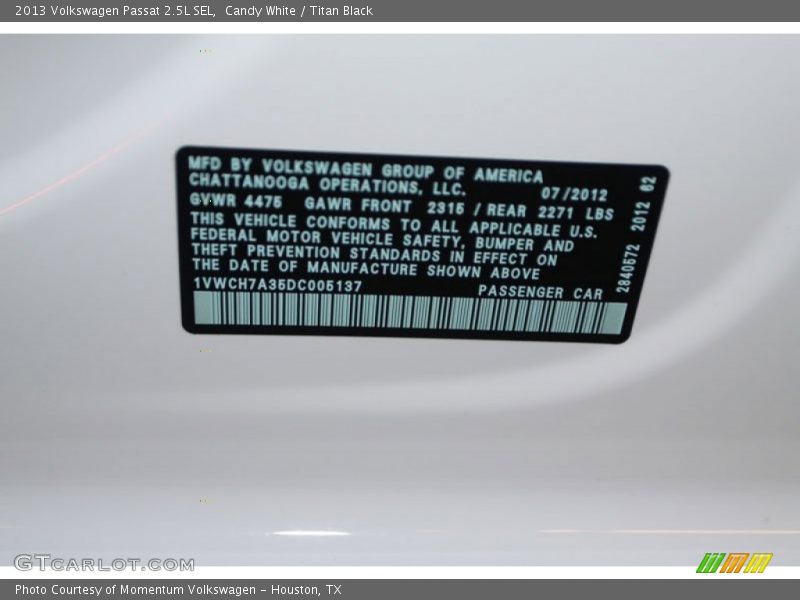 2013 Volkswagen Passat 2.5L SEL, Candy White / Titan Black
MFD BY VOLKSWAGEN GROUP OF AMERICA
CHATTANOOGA OPERATIONS, LLC. 07/2012
GVWR 4475 GAWR FRONT 2315 / REAR 2271 LBS
THIS VEHICLE CONFORMS TO ALL APPLICABLE U.S.
FEDERAL MOTOR VEHICLE SAFETY, BUMPER AND
THEFT PREVENTION STANDARDS IN EFFECT ON
THE DATE OF MANUFACTURE SHOWN ABOVE
1VWCH7A35DC005137 PASSENGER CAR
2840572 2012 62
GTCARLOT.COM
Photo Courtesy of Momentum Volkswagen - Houston, TX